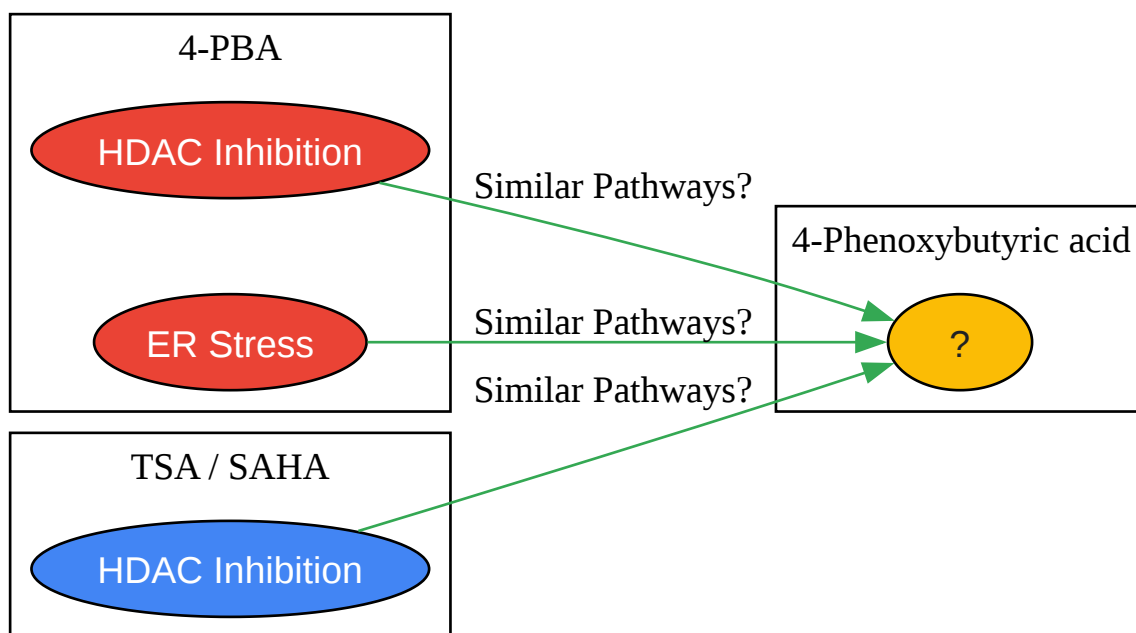 4-PBA
HDAC Inhibition
Similar Pathways?
4-Phenoxybutyric acid
ER Stress
Similar Pathways?
?
Similar Pathways?
TSA / SAHA
HDAC Inhibition